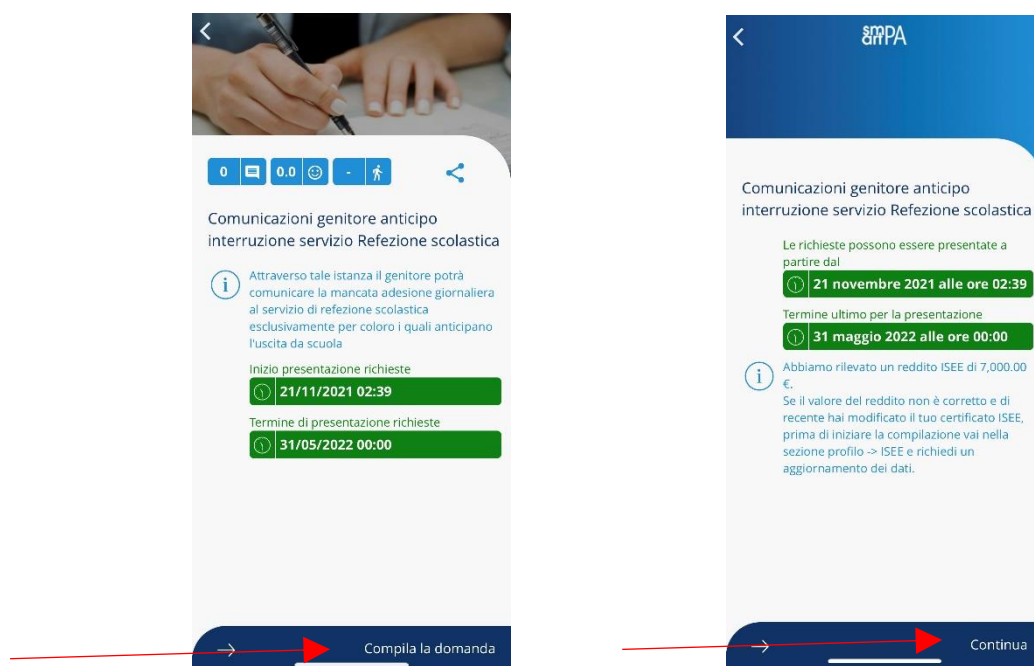 0 0.0 -
Comunicazioni genitore anticipo
interruzione servizio Refezione scolastica
Attraverso tale istanza il genitore potrà
comunicare la mancata adesione giornaliera
al servizio di refezione scolastica
esclusivamente per coloro i quali anticipano
l'uscita da scuola
Inizio presentazione richieste
21/11/2021 02:39
Termine di presentazione richieste
31/05/2022 00:00
Compila la domanda
smart PA
Comunicazioni genitore anticipo
interruzione servizio Refezione scolastica
Le richieste possono essere presentate a
partire dal
21 novembre 2021 alle ore 02:39
Termine ultimo per la presentazione
31 maggio 2022 alle ore 00:00
Abbiamo rilevato un reddito ISEE di 7,000.00
€.
Se il valore del reddito non è corretto e di
recente hai modificato il tuo certificato ISEE,
prima di iniziare la compilazione vai nella
sezione profilo -> ISEE e richiedi un
aggiornamento dei dati.
Continua